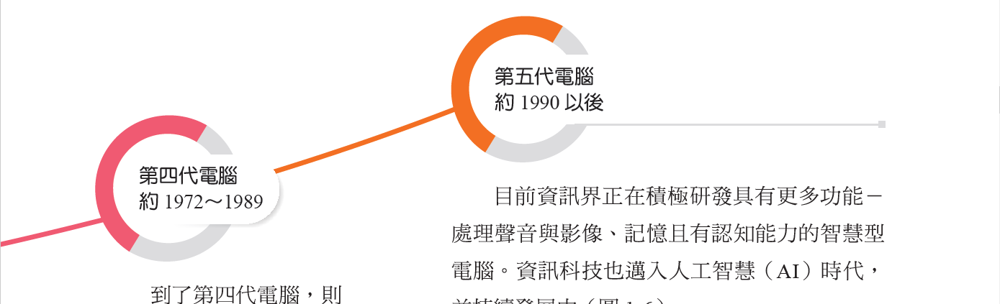 第五代電腦
約 1990 以後
第四代電腦
約 1972～1989
目前資訊界正在積極研發具有更多功能－
處理聲音與影像、記憶且有認知能力的智慧型
電腦。資訊科技也邁入人工智慧（AI）時代，
到了第四代電腦，則